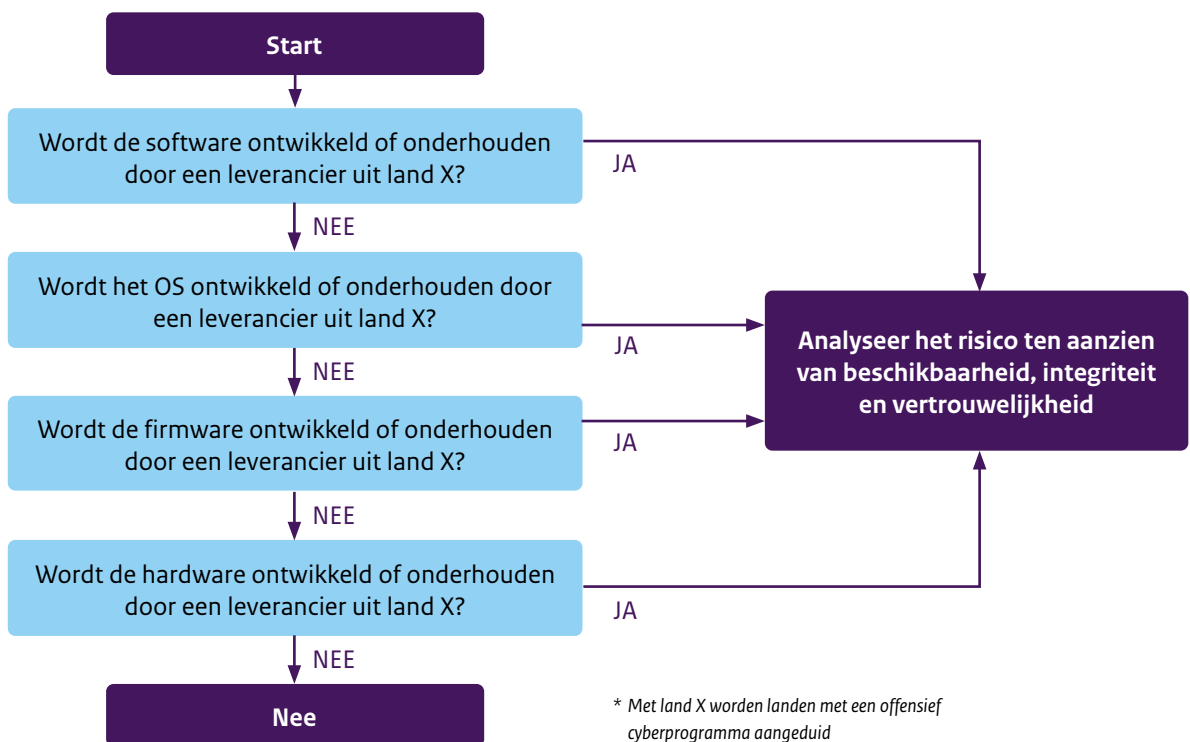 Start
Wordt de software ontwikkeld of onderhouden
door een leverancier uit land X?
JA
NEE
Wordt het OS ontwikkeld of onderhouden door
een leverancier uit land X?
JA
NEE
Analyseer het risico ten aanzien
van beschikbaarheid, integriteit
en vertrouwelijkheid
Wordt de firmware ontwikkeld of onderhouden
door een leverancier uit land X?
JA
NEE
Wordt de hardware ontwikkeld of onderhouden
door een leverancier uit land X?
JA
NEE
Nee
* Met land X worden landen met een offensief
cyberprogramma aangeduid